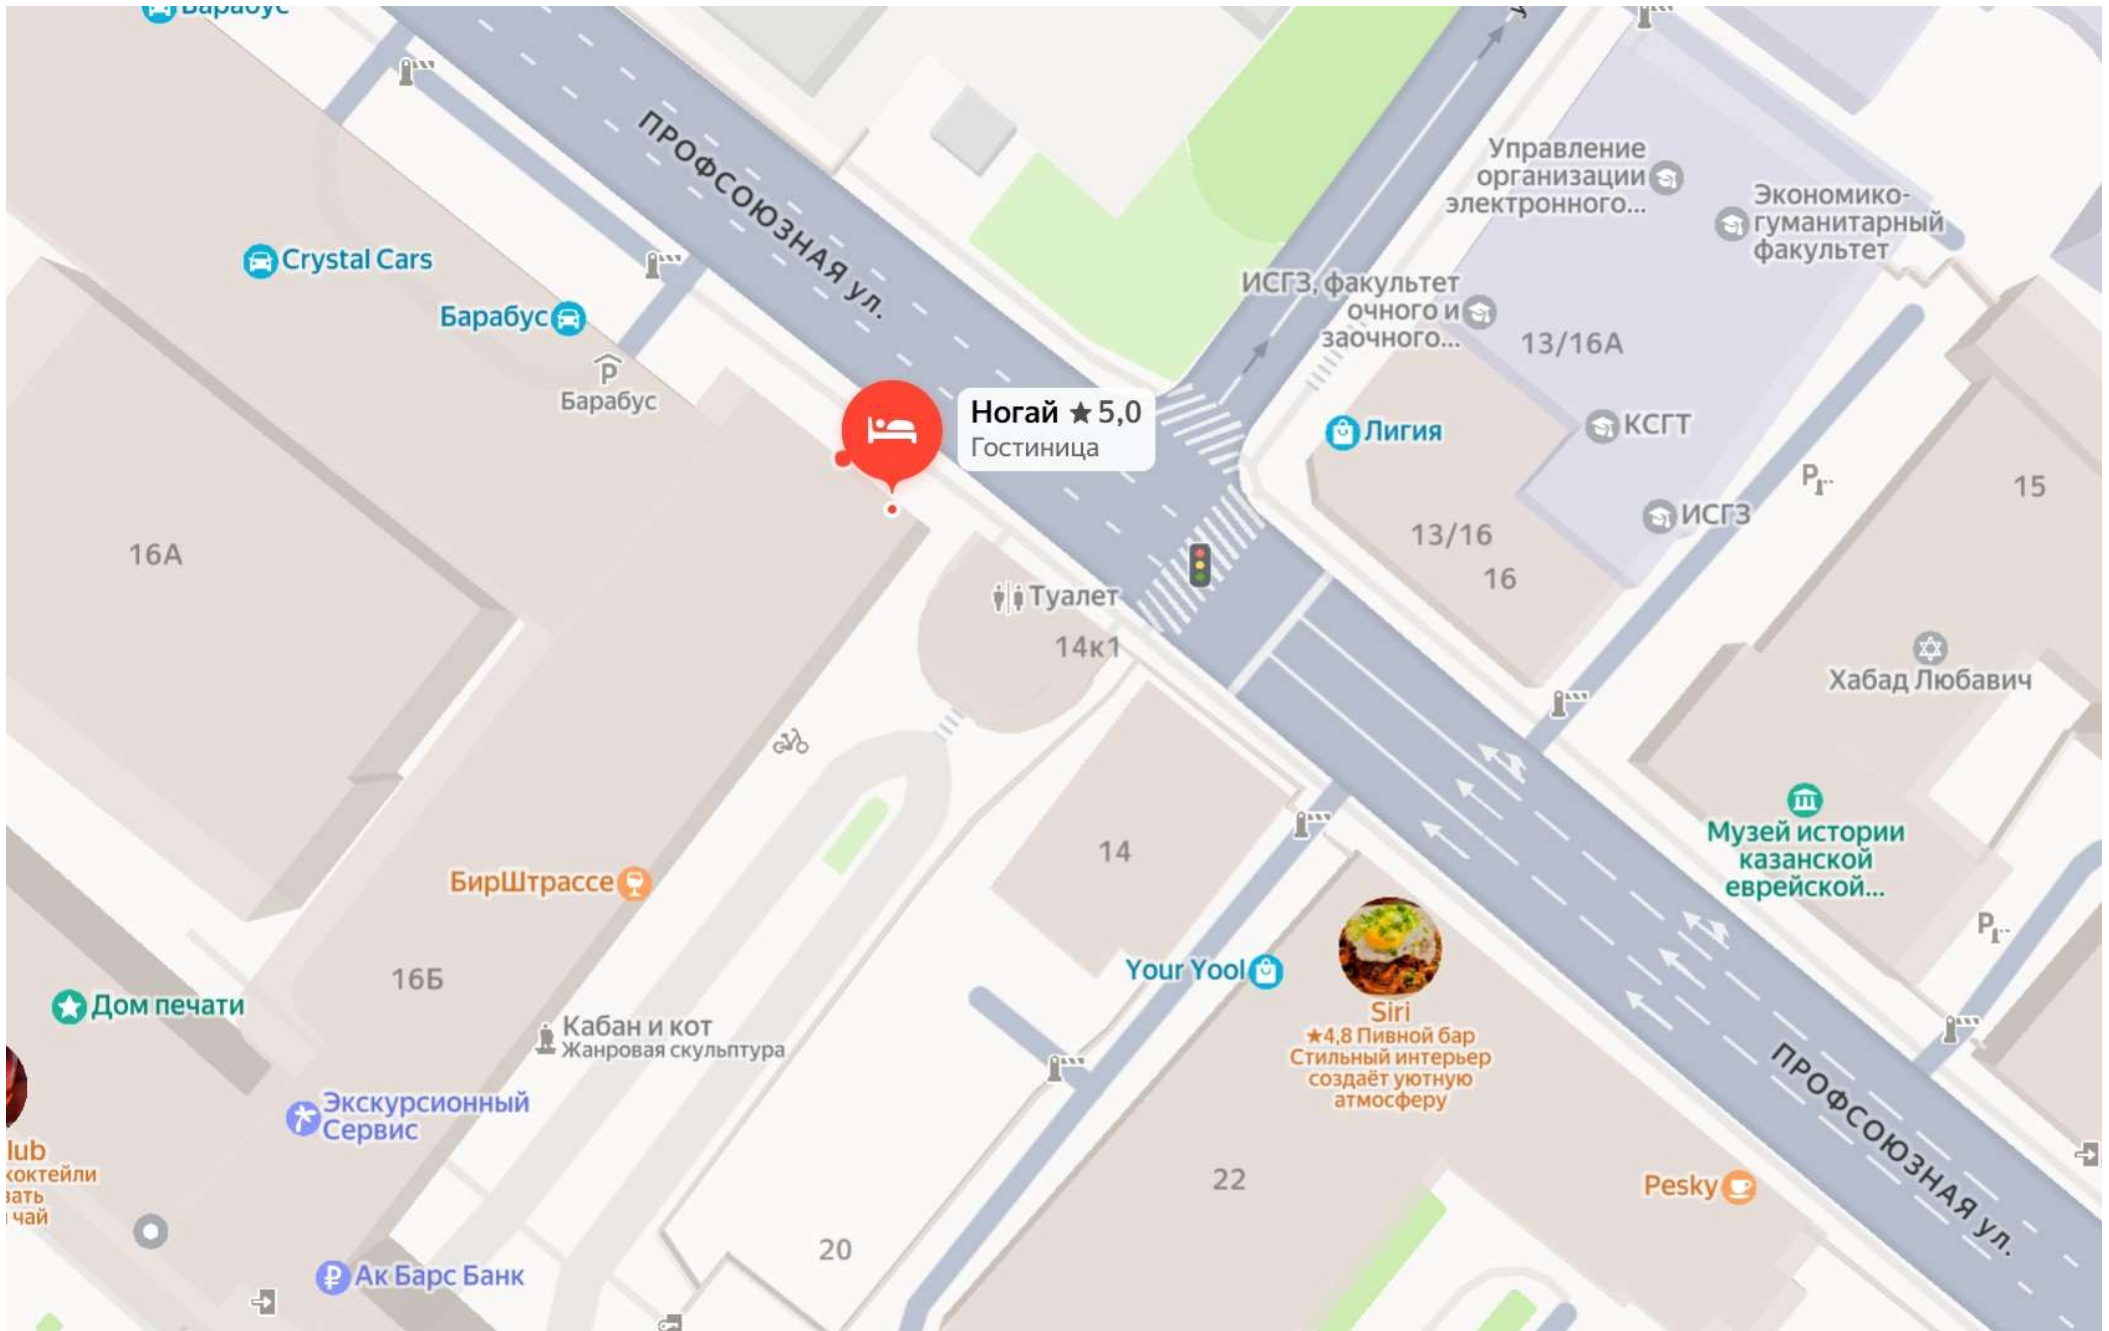 Барабус
ПРОФСОЮЗНАЯ ул.
Управление
организации
электронного...
Экономико-
гуманитарный
факультет
Crystal Cars
Барабус
ИСГЗ, факультет
очного и
заочного...
13/16А
P
Барабус
Ногай ★ 5,0
Гостиница
Лигия
КСГТ
P
15
ИСГЗ
13/16
16
16А
Туалет
14к1
Хабад Любавич
Музей истории
казанской
еврейской...
14
БирШтрассе
P
16Б
Your Yool
Дом печати
Кабан и кот
Жанровая скульптура
Siri
★4,8 Пивной бар
Стильный интерьер
создаёт уютную
атмосферу
ПРОФСОЮЗНАЯ ул.
Экскурсионный
Сервис
lub
коктейли
зать
чай
22
Pesky
20
₽
Ак Барс Банк